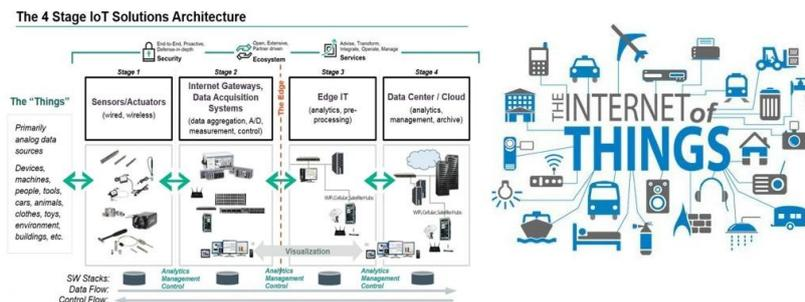 The 4 Stage IoT Solutions Architecture
End-to-End, Proactive,
Defense-in-depth
Security
Open, Extensive,
Partner driven
Ecosystem
Advise, Transform,
Integrate, Operate, Manage
Services
The "Things"
Primarily
analog data
sources
Devices,
machines,
people, tools,
cars, animals,
clothes, toys,
environment,
buildings, etc.
Stage 1
Sensors/Actuators
(wired, wireless)
Stage 2
Internet Gateways,
Data Acquisition
Systems
(data aggregation, A/D,
measurement, control)
The Edge
Stage 3
Edge IT
(analytics, pre-
processing)
Stage 4
Data Center / Cloud
(analytics,
management, archive)
Visualization
SW Stacks:
Analytics
Management
Control
Analytics
Management
Control
Analytics
Management
Control
Data Flow:
Control Flow:
THE INTERNET of
THINGS